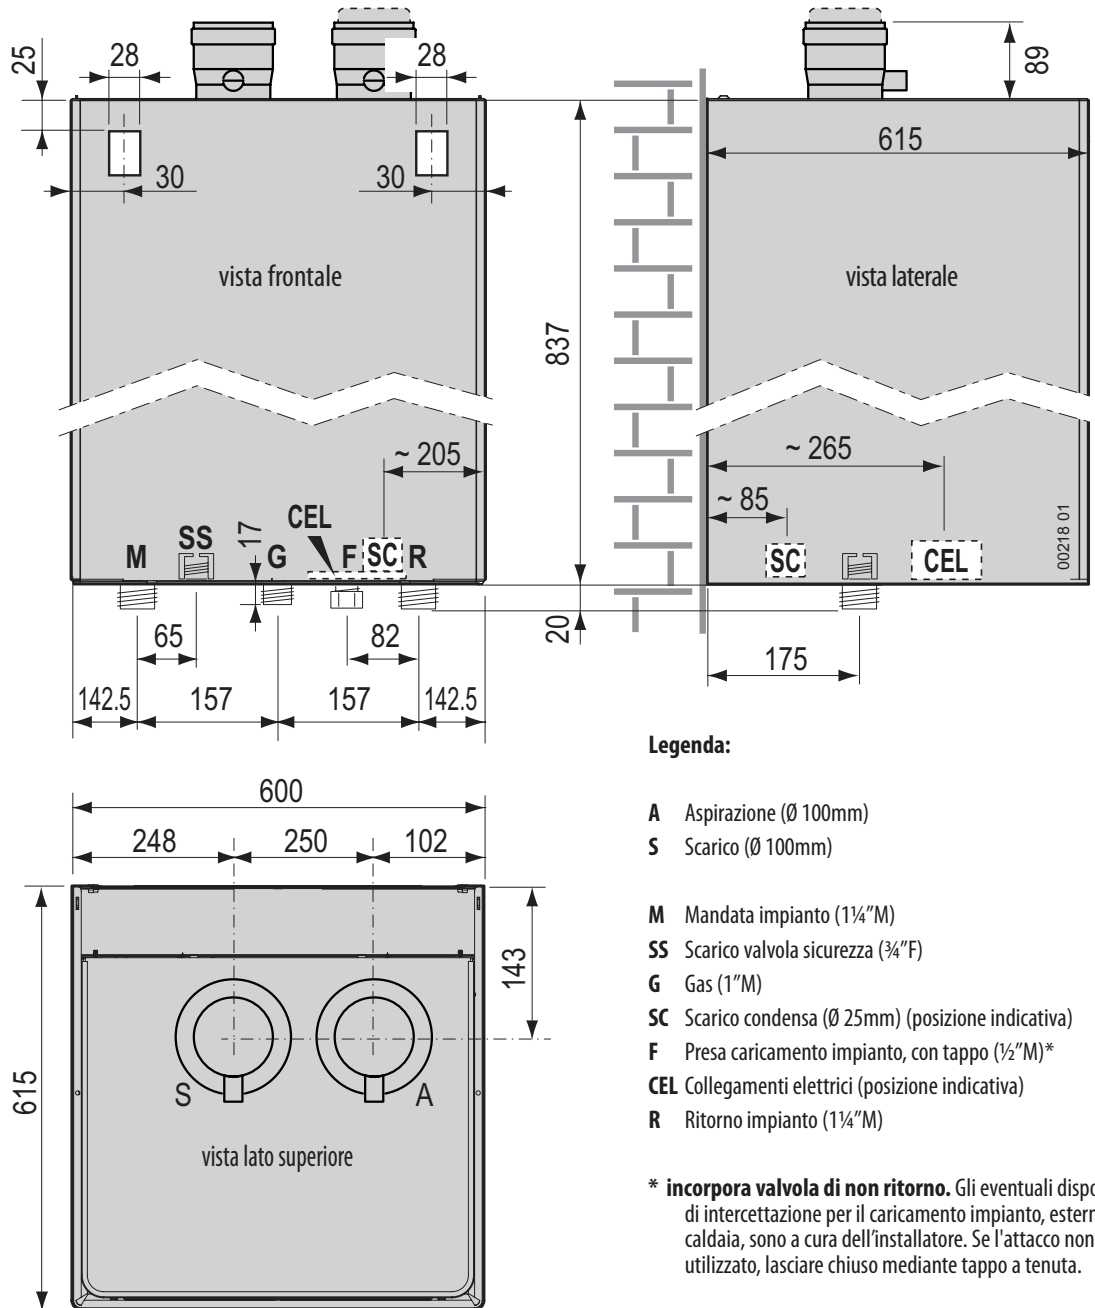 25
28
28
89
30
30
615
vista frontale
vista laterale
837
~ 205
~ 265
~ 85
M
SS
17
G
CEL
F
SC
R
SC
CEL
00218 01
20
65
82
175
142.5
157
157
142.5
600
248
250
102
143
615
S
A
vista lato superiore
Legenda:
A Aspirazione (Ø 100mm)
S Scarico (Ø 100mm)
M Mandata impianto (1¼"M)
SS Scarico valvola sicurezza (¾"F)
G Gas (1"M)
SC Scarico condensa (Ø 25mm) (posizione indicativa)
F Presa caricamento impianto, con tappo (½"M)*
CEL Collegamenti elettrici (posizione indicativa)
R Ritorno impianto (1¼"M)
* incorpora valvola di non ritorno. Gli eventuali
di intercettazione per il caricamento impianto,
caldaia, sono a cura dell'installatore. Se l'attacco non
utilizzato, lasciare chiuso mediante tappo a tenuta.